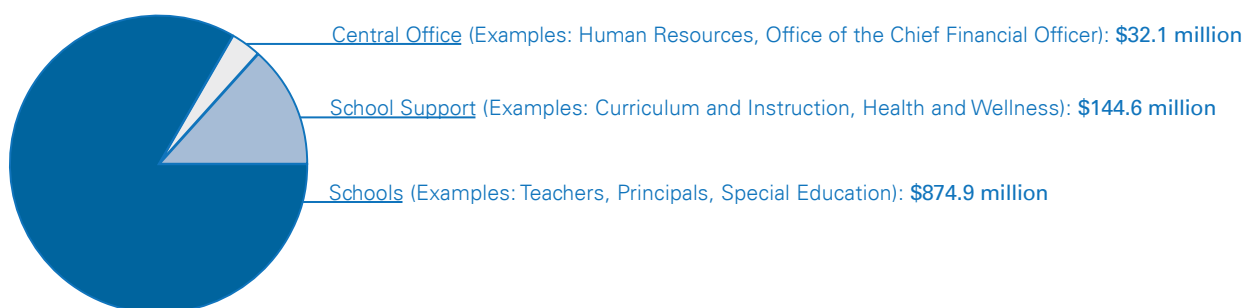 Central Office (Examples: Human Resources, Office of the Chief Financial Officer): $32.1 million
School Support (Examples: Curriculum and Instruction, Health and Wellness): $144.6 million
Schools (Examples: Teachers, Principals, Special Education): $874.9 million